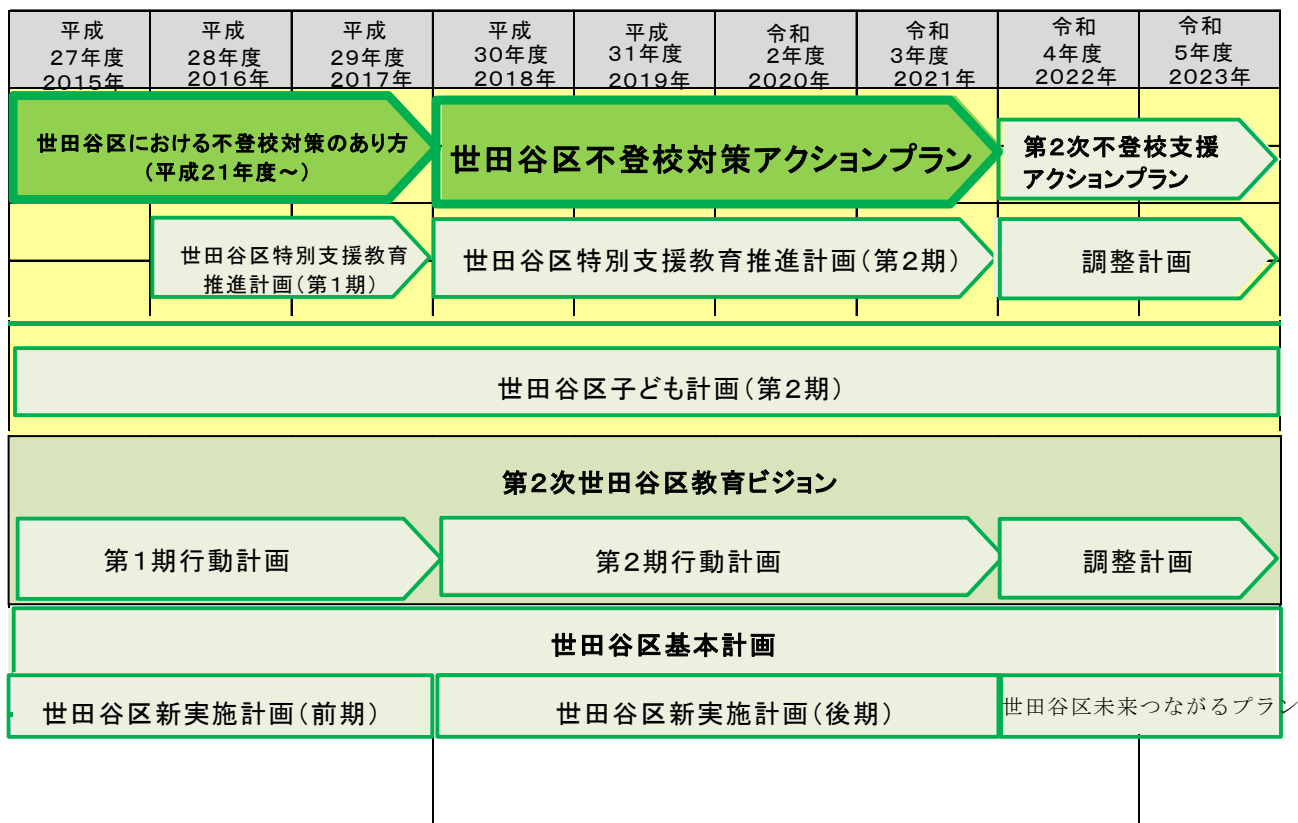 平成
27年度
2015年
平成
28年度
2016年
平成
29年度
2017年
平成
30年度
2018年
平成
31年度
2019年
令和
2年度
2020年
令和
3年度
2021年
令和
4年度
2022年
令和
5年度
2023年
世田谷区における不登校対策のあり方
(平成21年度～)
世田谷区不登校対策アクションプラン
第2次不登校支援
アクションプラン
世田谷区特別支援教育
推進計画(第1期)
世田谷区特別支援教育推進計画(第2期)
調整計画
世田谷区子ども計画(第2期)
第2次世田谷区教育ビジョン
第1期行動計画
第2期行動計画
調整計画
世田谷区基本計画
世田谷区新実施計画(前期)
世田谷区新実施計画(後期)
世田谷区未来つながるプラン